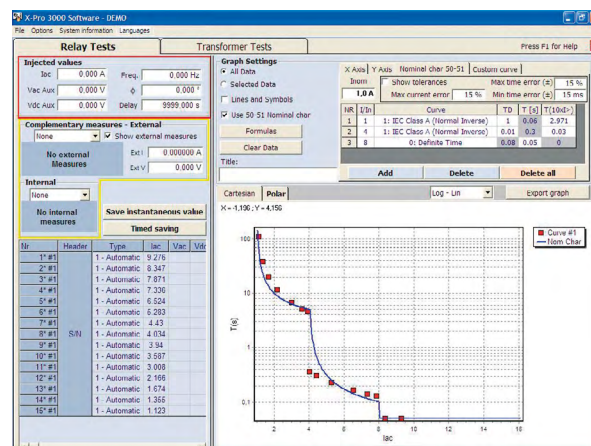 X-Pro 3000 Software - DEMO
File Options System information Languages
Relay Tests
Transformer Tests
Press F1 for Help
Injected values
Iac 0.000 A Freq. 0.000 Hz
Vac Aux 0.000 V ϕ 0.000 °
Vdc Aux 0.000 V Delay 9999.000 s
Complementary measures - External
None Show external measures
No external Measures
Ext I 0.000000 A
Ext V 0.000 V
Internal
None
No internal measures
Save instantaneous value
Timed saving
Graph Settings
All Data
Selected Data
Lines and Symbols
Use 50 51 Nominal char
Formulas
Clear Data
Title:
X Axis Y Axis Nominal char 50-51 Custom curve
Inom 1,0 A
Show tolerances
Max time error (±) 15 %
Max current error 15 %
Min time error (±) 15 ms
NR I/In Curve TD T [s] T(10xI>)
1 1 1: IEC Class A (Normal Inverse) 1 0.06 2.971
2 4 1: IEC Class A (Normal Inverse) 0.01 0.3 0.03
3 8 0: Definite Time 0.08 0.05 0
Add Delete Delete all
Cartesian Polar
Log - Lin
Export graph
X = -1,196 ; Y = 4,156
Nr Header Type Iac Vac Vdc
1* #1 1 - Automatic 9.276
2* #1 1 - Automatic 8.347
3* #1 1 - Automatic 7.871
4* #1 1 - Automatic 7.336
5* #1 1 - Automatic 6.524
6* #1 1 - Automatic 5.283
7* #1 1 - Automatic 4.43
8* #1 S/N 1 - Automatic 4.034
9* #1 1 - Automatic 3.94
10* #1 1 - Automatic 3.587
11* #1 1 - Automatic 3.008
12* #1 1 - Automatic 2.166
13* #1 1 - Automatic 1.674
14* #1 1 - Automatic 1.355
15* #1 1 - Automatic 1.123
Curve #1
Nom Char
T(s)
100
10
1
0,1
2 4 6 8 10 12 14 16
Iac